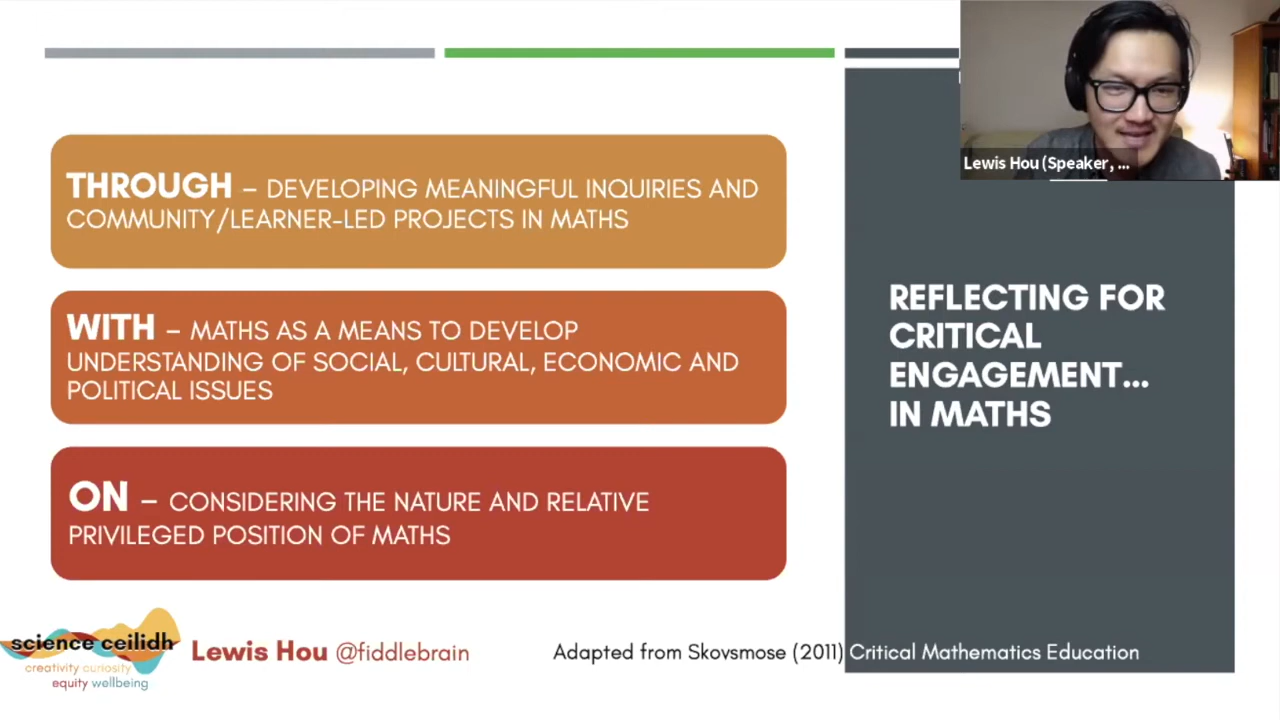 THROUGH – DEVELOPING MEANINGFUL INQUIRIES AND
COMMUNITY/LEARNER-LED PROJECTS IN MATHS
WITH – MATHS AS A MEANS TO DEVELOP
UNDERSTANDING OF SOCIAL, CULTURAL, ECONOMIC AND
POLITICAL ISSUES
ON – CONSIDERING THE NATURE AND RELATIVE
PRIVILEGED POSITION OF MATHS
Lewis Hou (Speaker, ...
REFLECTING FOR
CRITICAL
ENGAGEMENT...
IN MATHS
science ceilidh
creativity curiosity
equity wellbeing
Lewis Hou @fiddlebrain
Adapted from Skovsmose (2011) Critical Mathematics Education